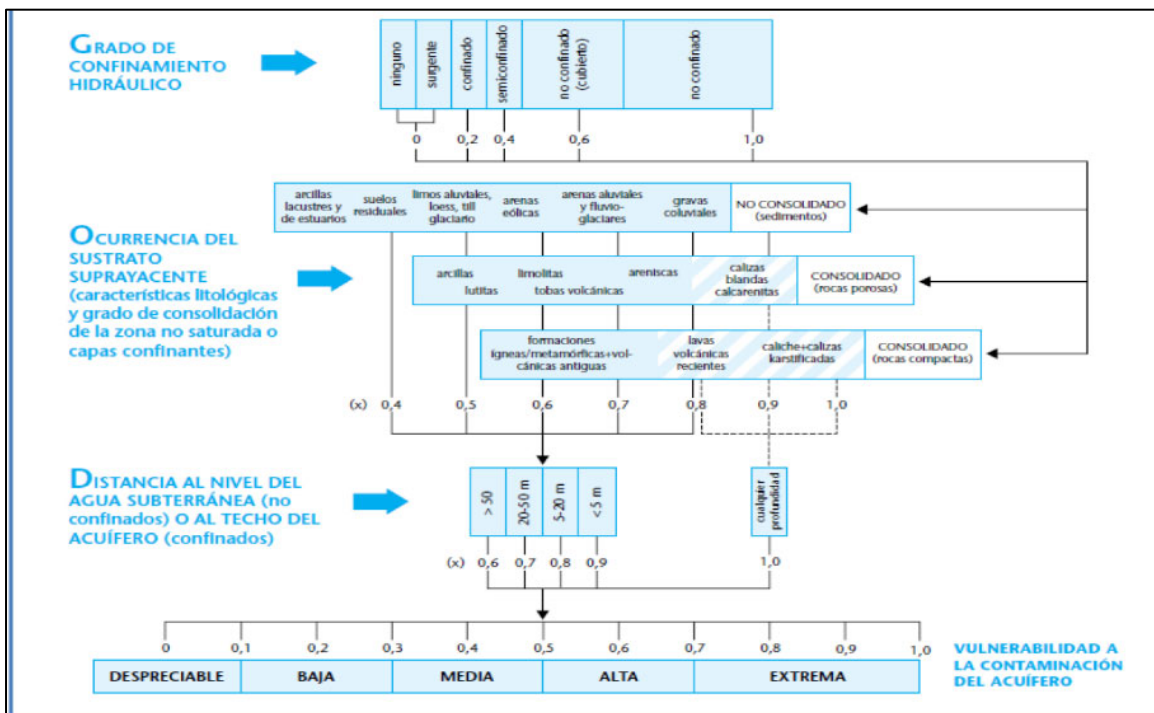 GRADO DE
CONFINAMIENTO
HIDRÁULICO
ninguno
surgente
confinado
semiconfinado
no confinado
(cubierto)
no confinado
0
0,2
0,4
0,6
1,0
OCURRENCIA DEL
SUSTRATO
SUPRAYACENTE
(características litológicas
y grado de consolidación
de la zona no saturada o
capas confinantes)
arcillas
lacustres y
de estuarios
suelos
residuales
limos aluviales,
loess, till
glaciario
arenas
eólicas
arenas aluviales
y fluvio-
glaciares
gravas
coluviales
NO CONSOLIDADO
(sedimentos)
arcillas
lutitas
limolitas
tobas volcánicas
areniscas
calizas
blandas
calcarenitas
CONSOLIDADO
(rocas porosas)
formaciones
ígneas/metamórficas+vol-
cánicas antiguas
lavas
volcánicas
recientes
caliche+calizas
karstificadas
CONSOLIDADO
(rocas compactas)
(x) 0,4 0,5 0,6 0,7 0,8 0,9 1,0
DISTANCIA AL NIVEL DEL
AGUA SUBTERRÁNEA (no
confinados) O AL TECHO DEL
ACUÍFERO (confinados)
> 50
20-50 m
5-20 m
< 5 m
cualquier
profundidad
(x) 0,6 0,7 0,8 0,9 1,0
0 0,1 0,2 0,3 0,4 0,5 0,6 0,7 0,8 0,9 1,0
DESPRECIABLE BAJA MEDIA ALTA EXTREMA
VULNERABILIDAD A
LA CONTAMINACIÓN
DEL ACUÍFERO